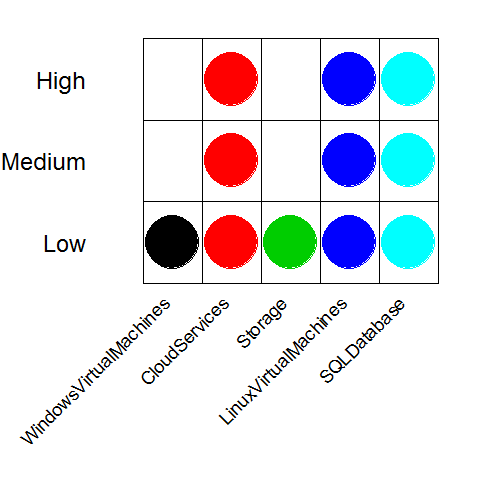 High
Medium
Low
WindowsVirtualMachines
CloudServices
Storage
LinuxVirtualMachines
SQLDatabase